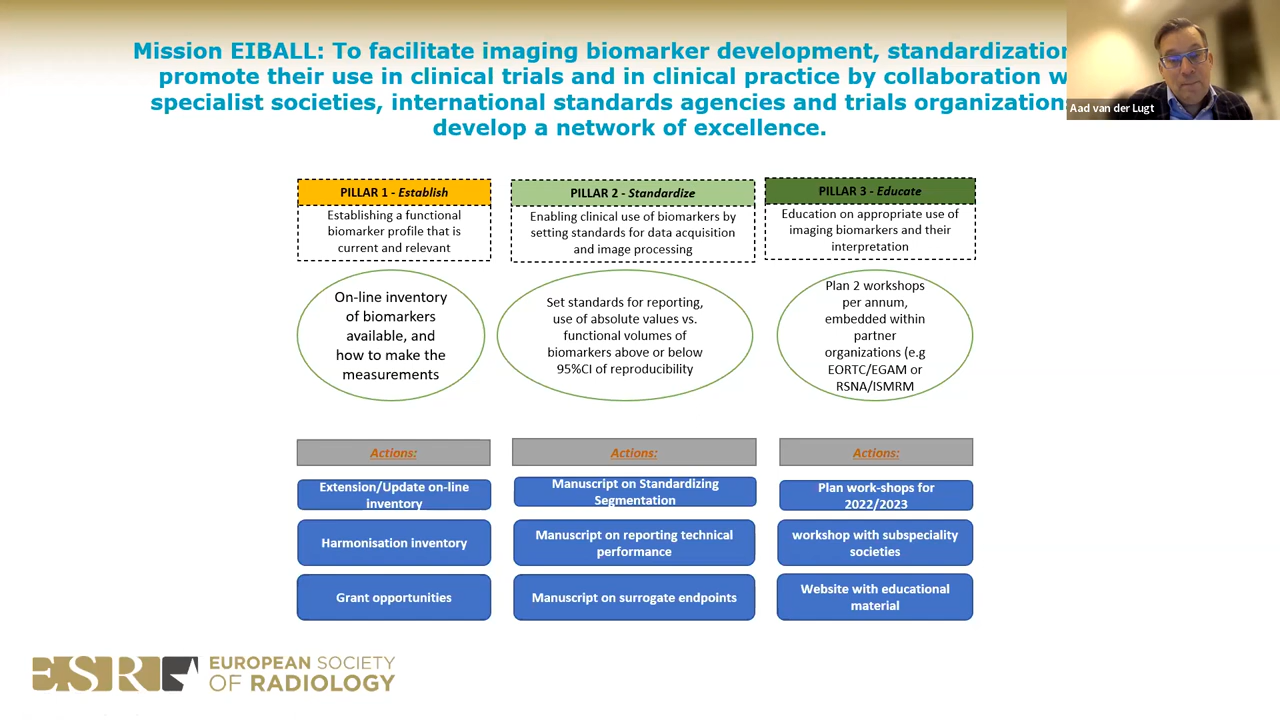 Mission EIBALL: To facilitate imaging biomarker development, standardization
promote their use in clinical trials and in clinical practice by collaboration w
specialist societies, international standards agencies and trials organization
develop a network of excellence.
Aad van der Lugt
PILLAR 1 - Establish
Establishing a functional
biomarker profile that is
current and relevant
On-line inventory
of biomarkers
available, and
how to make the
measurements
Actions:
Extension/Update on-line
inventory
Harmonisation inventory
Grant opportunities
PILLAR 2 - Standardize
Enabling clinical use of biomarkers by
setting standards for data acquisition
and image processing
Set standards for reporting,
use of absolute values vs.
functional volumes of
biomarkers above or below
95%CI of reproducibility
Actions:
Manuscript on Standardizing
Segmentation
Manuscript on reporting technical
performance
Manuscript on surrogate endpoints
PILLAR 3 - Educate
Education on appropriate use of
imaging biomarkers and their
interpretation
Plan 2 workshops
per annum,
embedded within
partner
organizations (e.g
EORTC/EGAM or
RSNA/ISMRM
Actions:
Plan work-shops for
2022/2023
workshop with subspeciality
societies
Website with educational
material
ESR
EUROPEAN SOCIETY
OF RADIOLOGY